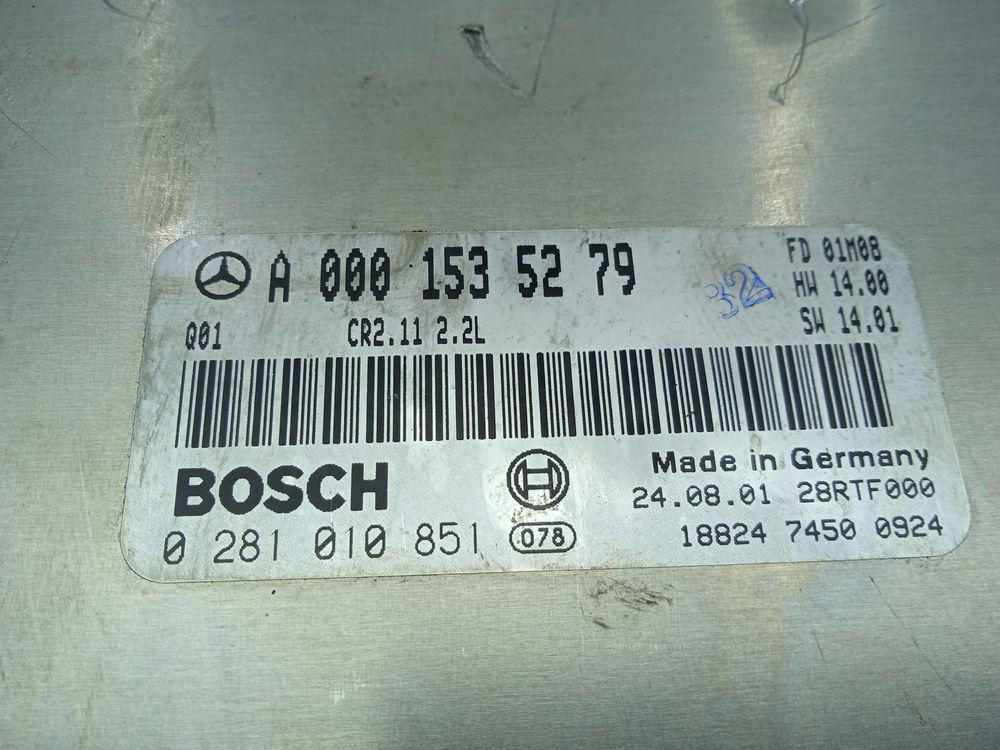 A 000 153 52 79
FD 01M08
HW 14.00
SW 14.01
324
Q01 CR2.11 2.2L
BOSCH
0 281 010 851
078
Made in Germany
24.08.01 28RTF000
18824 7450 0924